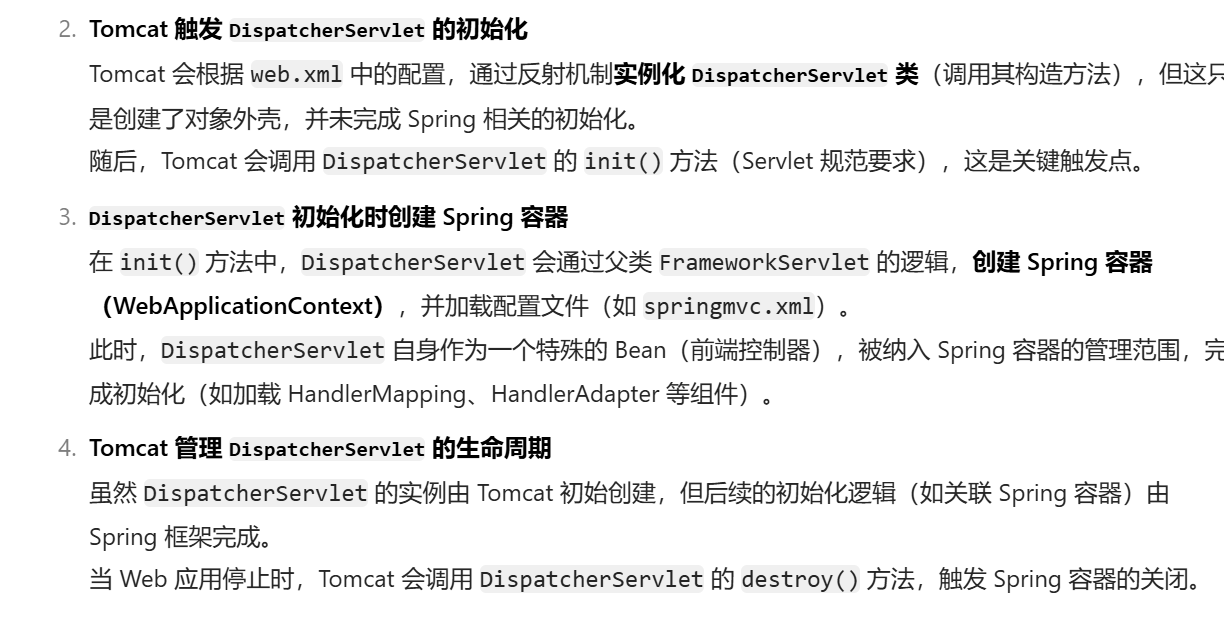 2. Tomcat 触发 DispatcherServlet 的初始化
Tomcat 会根据 web.xml 中的配置，通过反射机制实例化 DispatcherServlet 类（调用其构造方法），但这只
是创建了对象外壳，并未完成 Spring 相关的初始化。
随后，Tomcat 会调用 DispatcherServlet 的 init() 方法（Servlet 规范要求），这是关键触发点。
3. DispatcherServlet 初始化时创建 Spring 容器
在 init() 方法中，DispatcherServlet 会通过父类 FrameworkServlet 的逻辑，创建 Spring 容器
（WebApplicationContext），并加载配置文件（如 springmvc.xml）。
此时，DispatcherServlet 自身作为一个特殊的 Bean（前端控制器），被纳入 Spring 容器的管理范围，完
成初始化（如加载 HandlerMapping、HandlerAdapter 等组件）。
4. Tomcat 管理 DispatcherServlet 的生命周期
虽然 DispatcherServlet 的实例由 Tomcat 初始创建，但后续的初始化逻辑（如关联 Spring 容器）由
Spring 框架完成。
当 Web 应用停止时，Tomcat 会调用 DispatcherServlet 的 destroy() 方法，触发 Spring 容器的关闭。